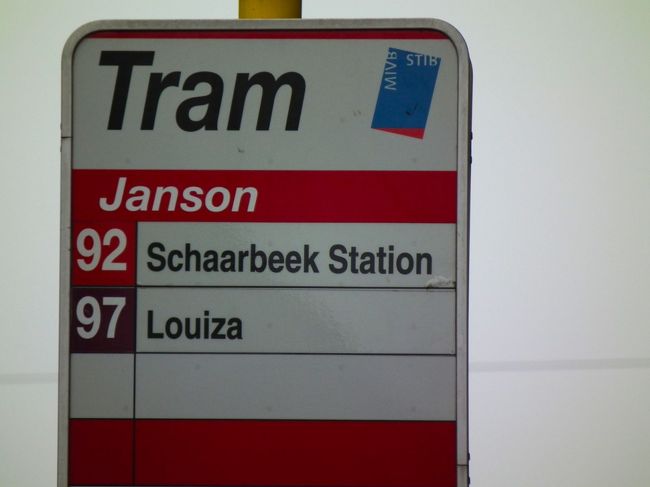 Tram
MIVB
STIB
Janson
92 Schaarbeek Station
97 Louiza